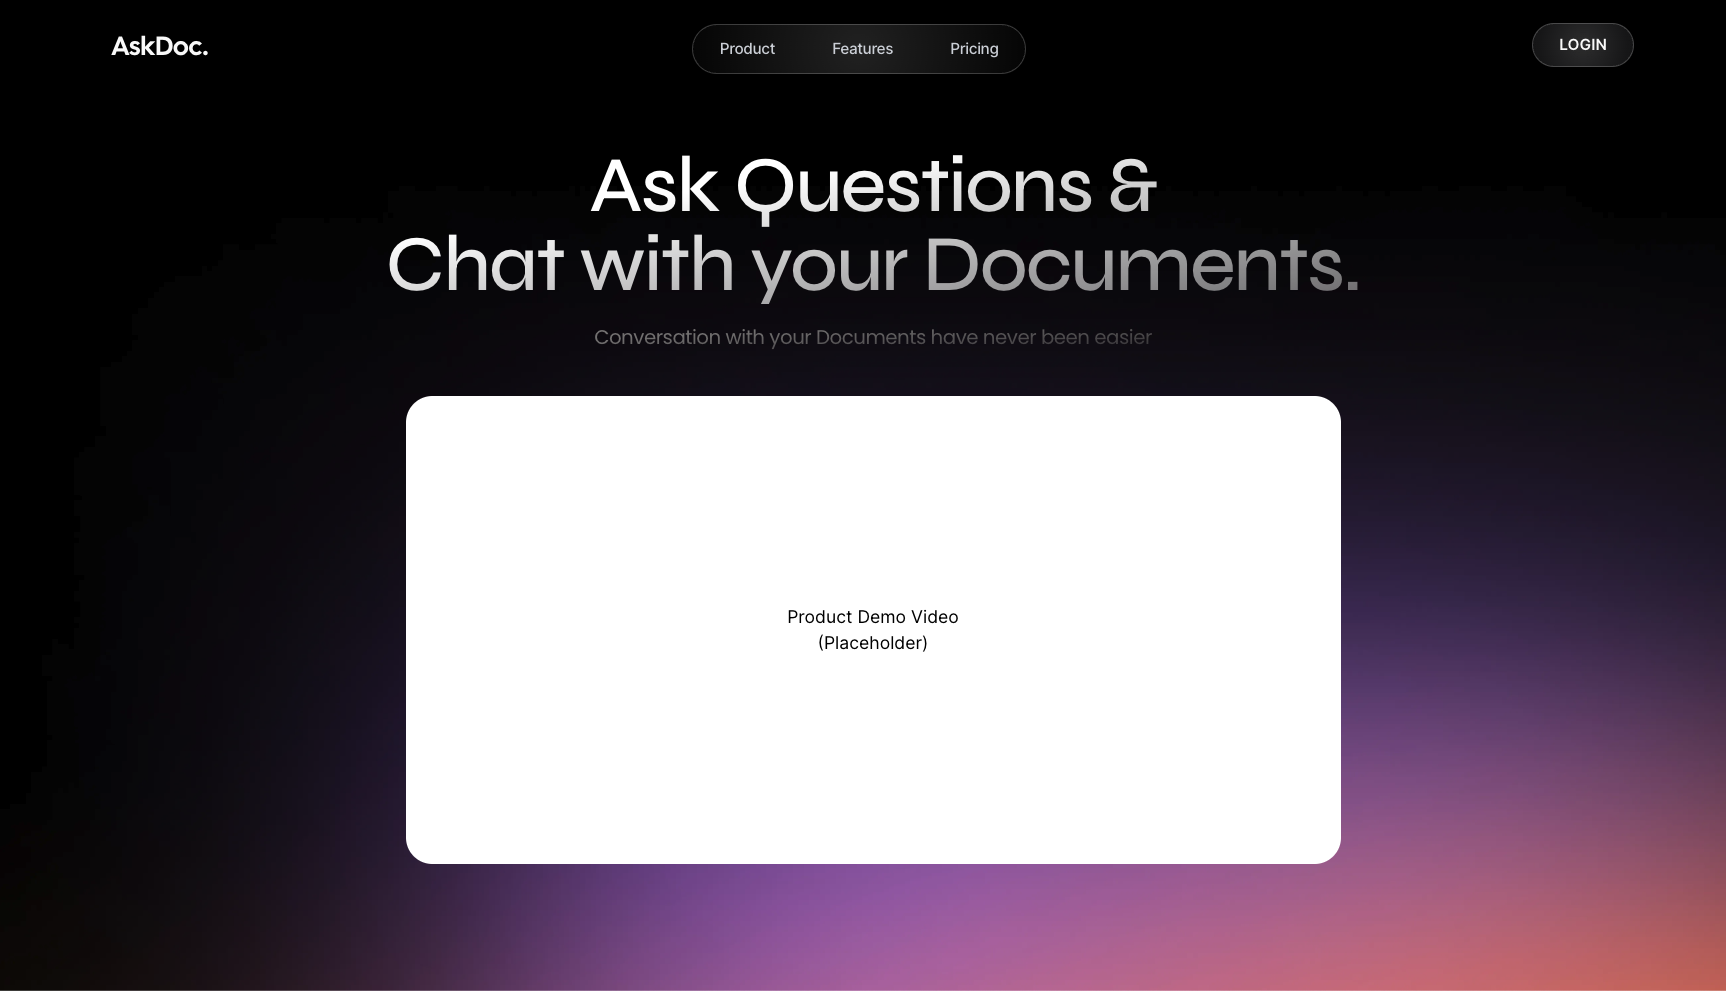 AskDoc.
Product
Features
Pricing
LOGIN
Ask Questions &
Chat with your Documents.
Conversation with your Documents have never been easier
Product Demo Video
(Placeholder)